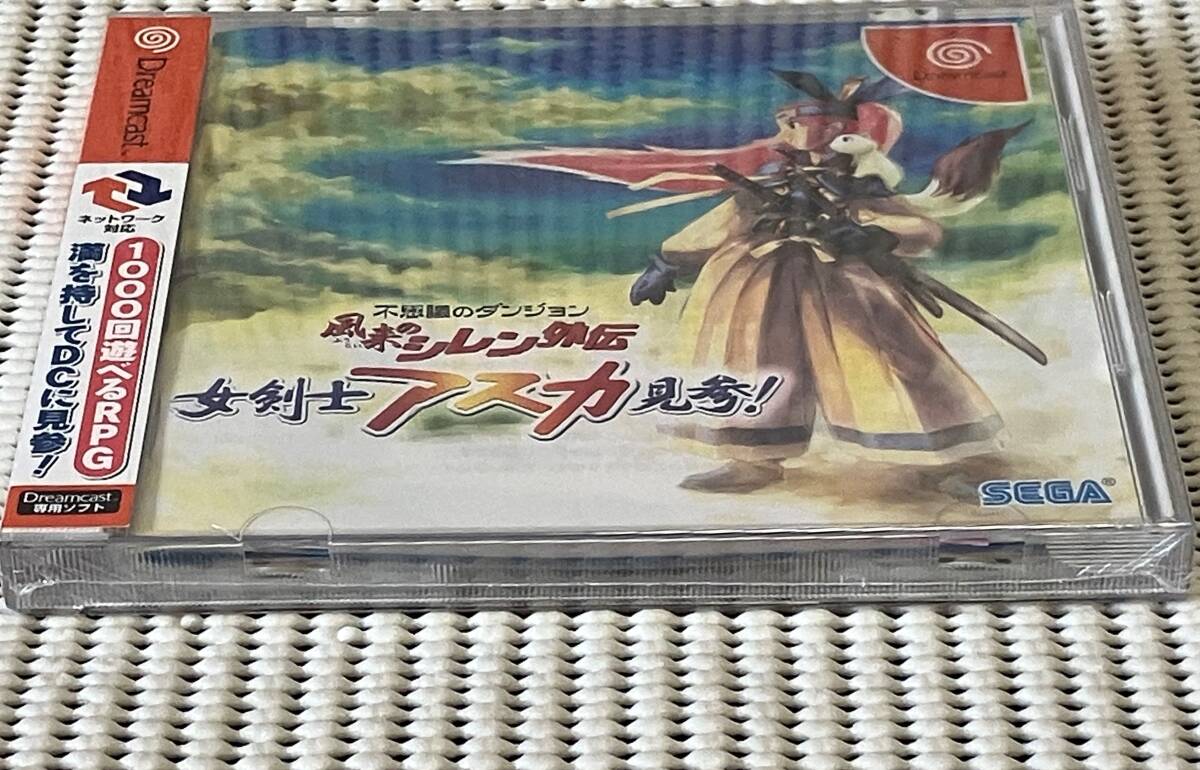 Dreamcast
ネットワーク
対応
1000回遊べるRPG
満を持してDCに見参!
Dreamcast
専用ソフト
Dreamcast
不思議のダンジョン
風来のシレン外伝
女剣士アスカ見参!
SEGA®